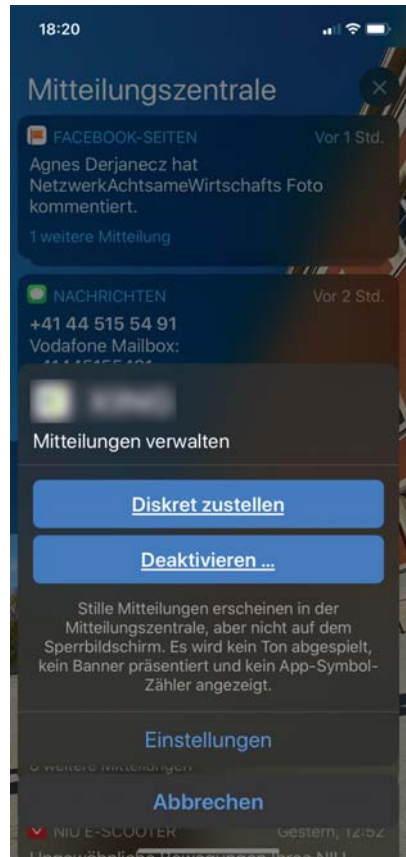 18:20
Mitteilungszentrale
FACEBOOK-SEITEN Vor 1 Std.
Agnes Derjanecz hat
NetzwerkAchtsameWirtschafts Foto
kommentiert.
1 weitere Mitteilung
NACHRICHTEN Vor 2 Std.
+41 44 515 54 91
Vodafone Mailbox:
Mitteilungen verwalten
Diskret zustellen
Deaktivieren ...
Stille Mitteilungen erscheinen in der
Mitteilungszentrale, aber nicht auf dem
Sperrbildschirm. Es wird kein Ton abgespielt,
kein Banner präsentiert und kein App-Symbol-
Zähler angezeigt.
Einstellungen
weitere Mitteilungen
Abbrechen
NIU E-SCOOTER Gestern, 12:52